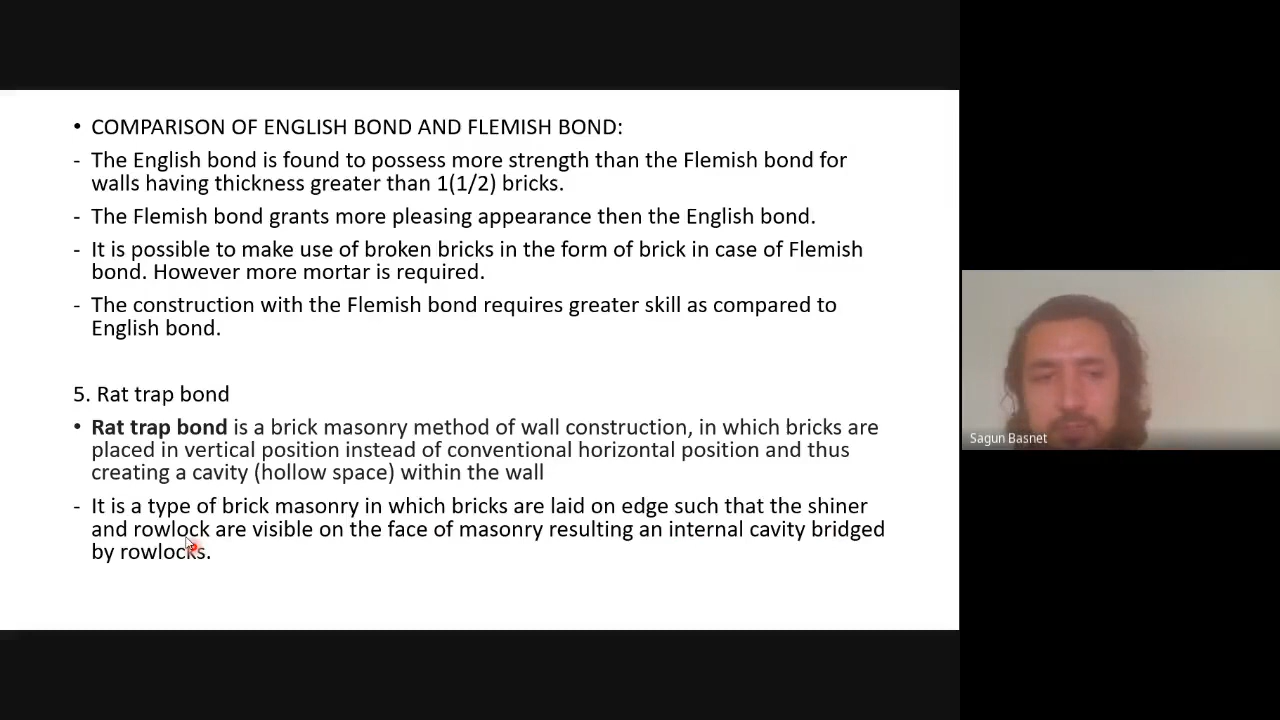 • COMPARISON OF ENGLISH BOND AND FLEMISH BOND:
- The English bond is found to possess more strength than the Flemish bond for
walls having thickness greater than 1(1/2) bricks.
- The Flemish bond grants more pleasing appearance then the English bond.
- It is possible to make use of broken bricks in the form of brick in case of Flemish
bond. However more mortar is required.
- The construction with the Flemish bond requires greater skill as compared to
English bond.
5. Rat trap bond
• Rat trap bond is a brick masonry method of wall construction, in which bricks are
placed in vertical position instead of conventional horizontal position and thus
creating a cavity (hollow space) within the wall
- It is a type of brick masonry in which bricks are laid on edge such that the shiner
and rowlock are visible on the face of masonry resulting an internal cavity bridged
by rowlocks.
Sagun Basnet